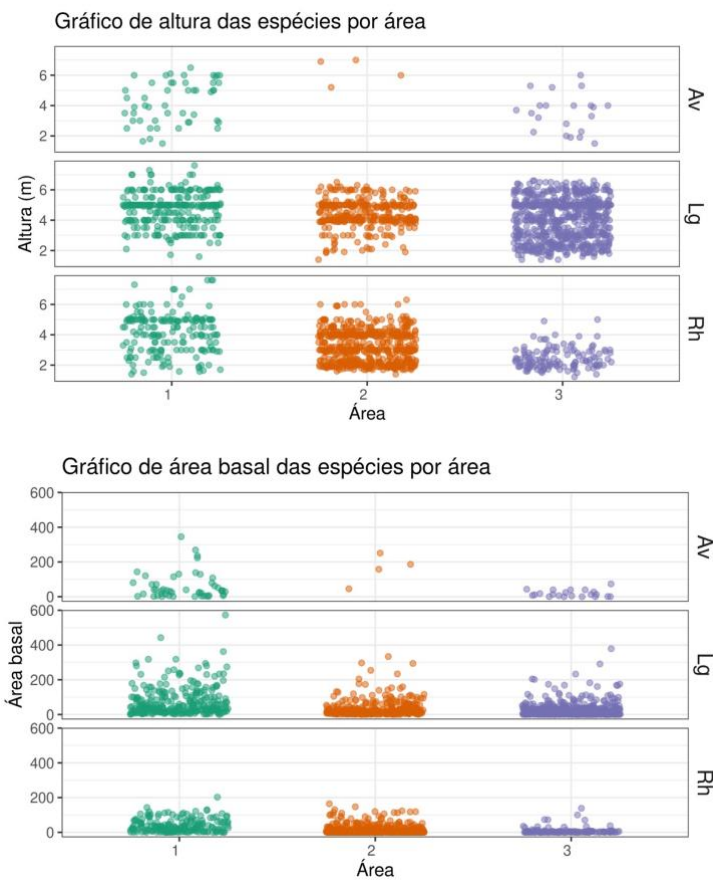 Gráfico de altura das espécies por área
6
4
2
Av
6
4
2
Lg
6
4
2
Rh
Altura (m)
1 2 3
Área
Gráfico de área basal das espécies por área
600
400
200
0
Av
600
400
200
0
Lg
600
400
200
0
Rh
Área basal
1 2 3
Área